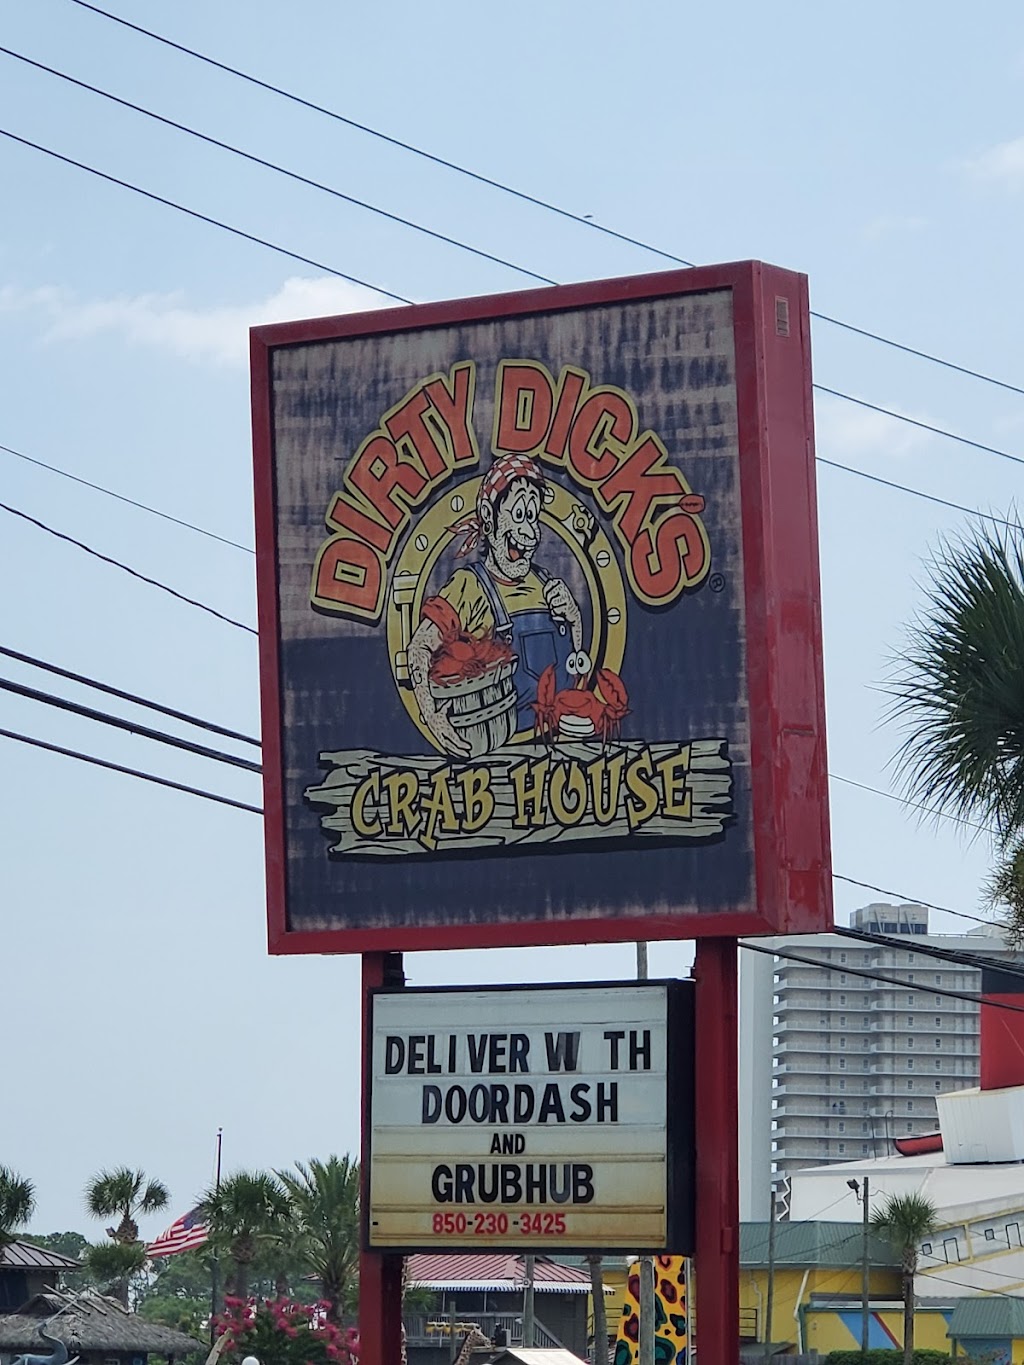 DIRTY DICK'S ®
CRAB HOUSE
DELIVER W TH
DOORDASH
AND
GRUBHUB
850-230-3425